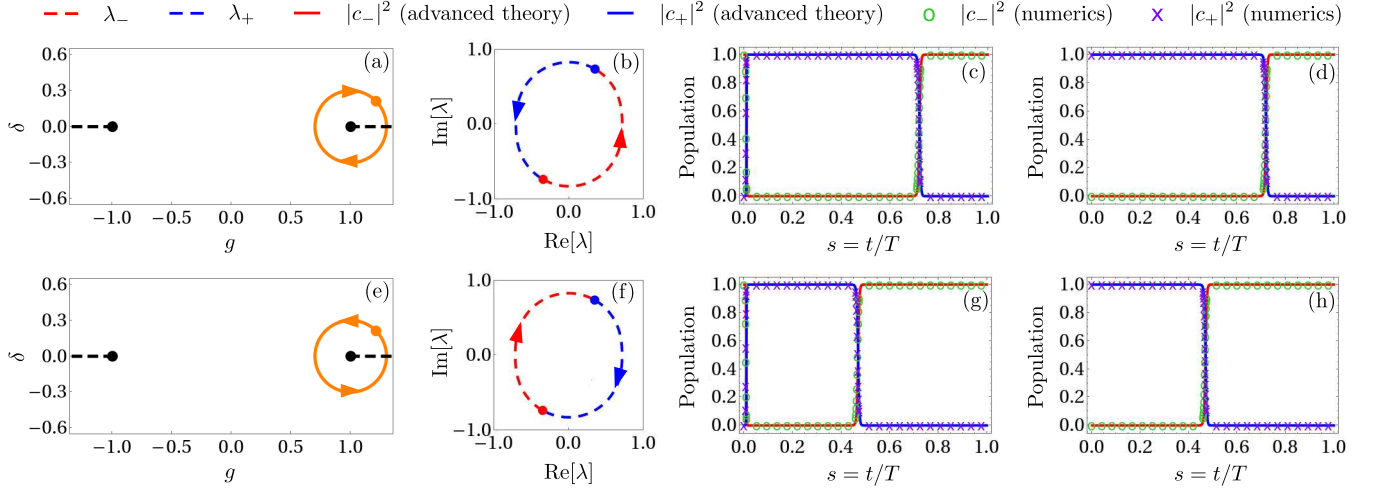 λ₋ λ₊ |c₋|² (advanced theory) |c₊|² (advanced theory) o |c₋|² (numerics) x |c₊|² (numerics)
(a)
0.6
0.3
0.0
−0.3
−0.6
δ
−1.0 −0.5 0.0 0.5 1.0
g
(b)
1.0
0.0
−1.0
Im[λ]
−1.0 0.0 1.0
Re[λ]
(c)
1.0
0.8
0.6
0.4
0.2
0.0
Population
0.0 0.2 0.4 0.6 0.8 1.0
s = t/T
(d)
1.0
0.8
0.6
0.4
0.2
0.0
Population
0.0 0.2 0.4 0.6 0.8 1.0
s = t/T
(e)
0.6
0.3
0.0
−0.3
−0.6
δ
−1.0 −0.5 0.0 0.5 1.0
g
(f)
1.0
0.0
−1.0
Im[λ]
−1.0 0.0 1.0
Re[λ]
(g)
1.0
0.8
0.6
0.4
0.2
0.0
Population
0.0 0.2 0.4 0.6 0.8 1.0
s = t/T
(h)
1.0
0.8
0.6
0.4
0.2
0.0
Population
0.0 0.2 0.4 0.6 0.8 1.0
s = t/T